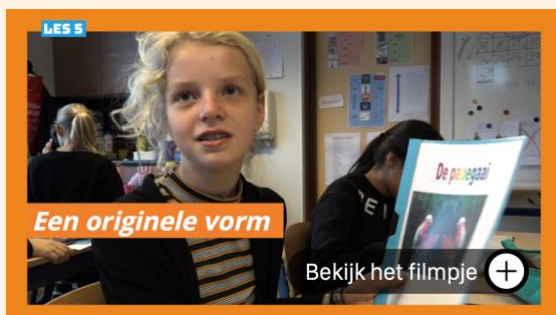 LES 5
De papegaai
Een originele vorm
Bekijk het filmpje